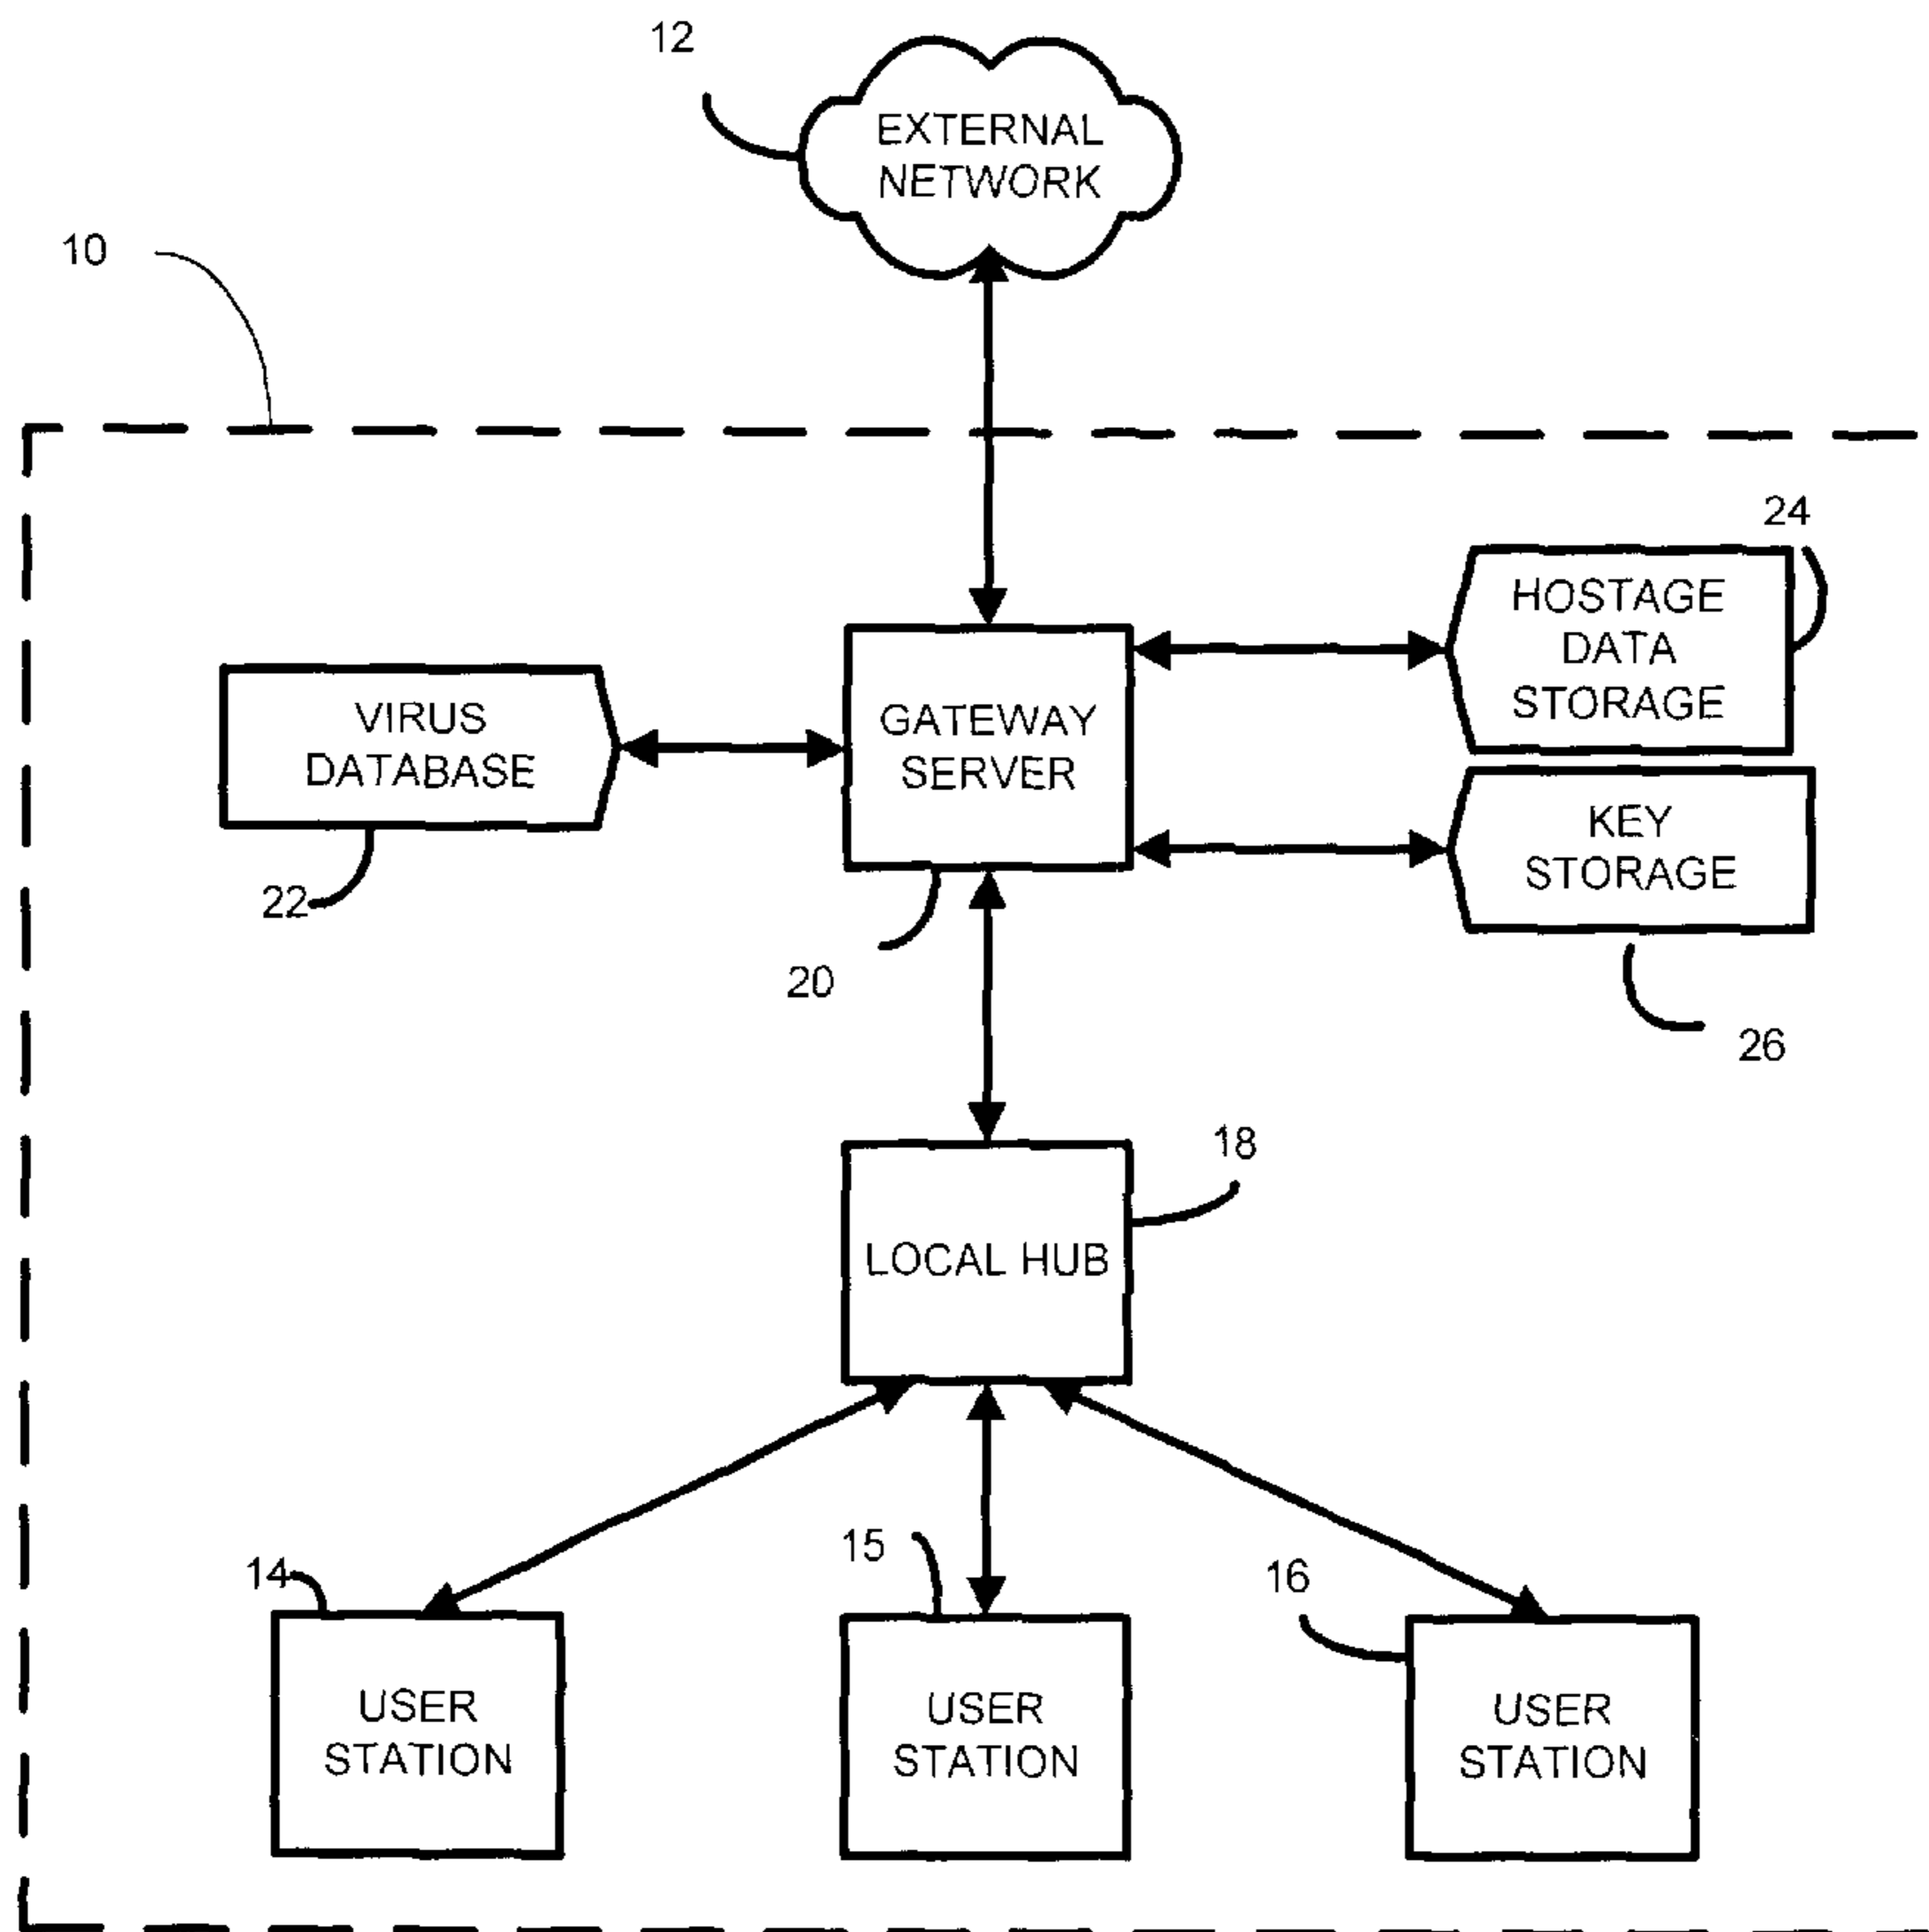 12
EXTERNAL
NETWORK
10
24
HOSTAGE
DATA
STORAGE
VIRUS
DATABASE
GATEWAY
SERVER
KEY
STORAGE
22
20
26
18
LOCAL HUB
14
15
16
USER
STATION
USER
STATION
USER
STATION